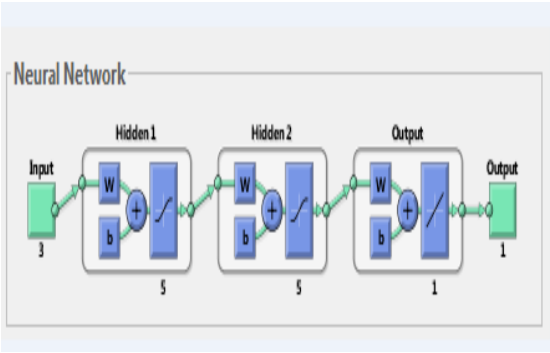 Neural Network
Hidden 1 Hidden 2 Output
Input Output
W W W
+ + +
b b b
3 1
5 5 1